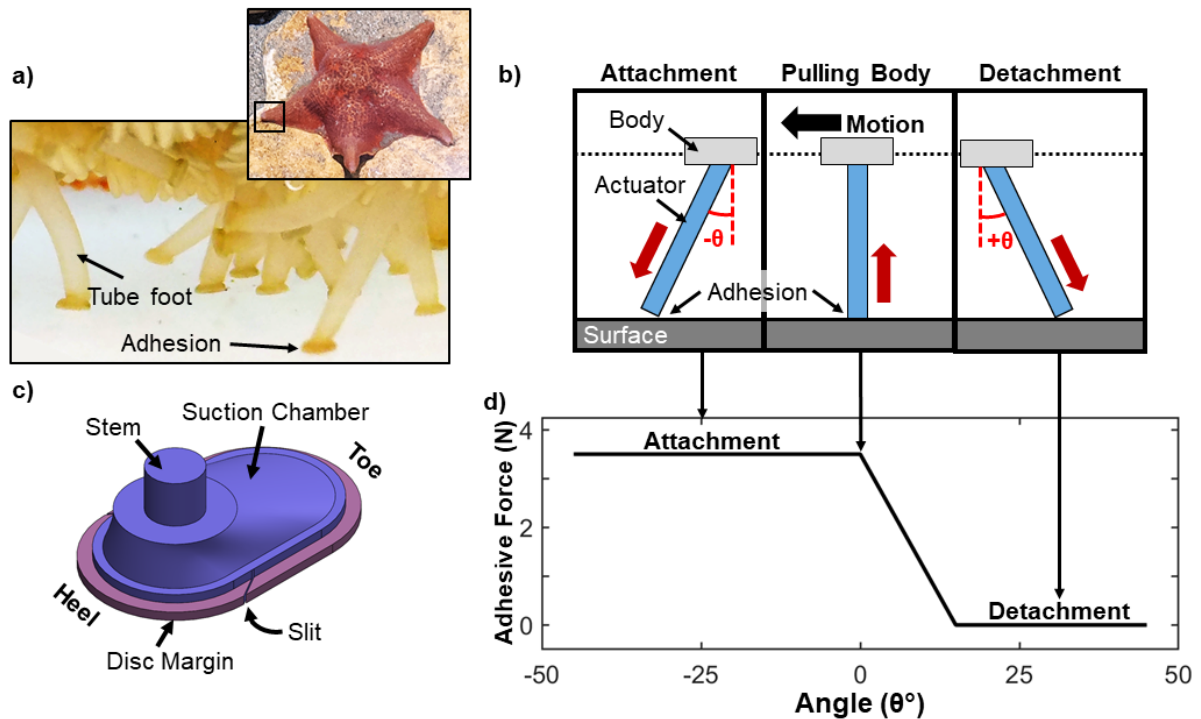 a)
Tube foot
Adhesion
b)
Attachment
Pulling Body
Detachment
Body
Motion
Actuator
-θ
+θ
Adhesion
Surface
c)
Stem
Suction Chamber
Toe
Heel
Slit
Disc Margin
d)
Adhesive Force (N)
4
2
0
Attachment
Detachment
-50
-25
0
25
50
Angle (θ°)